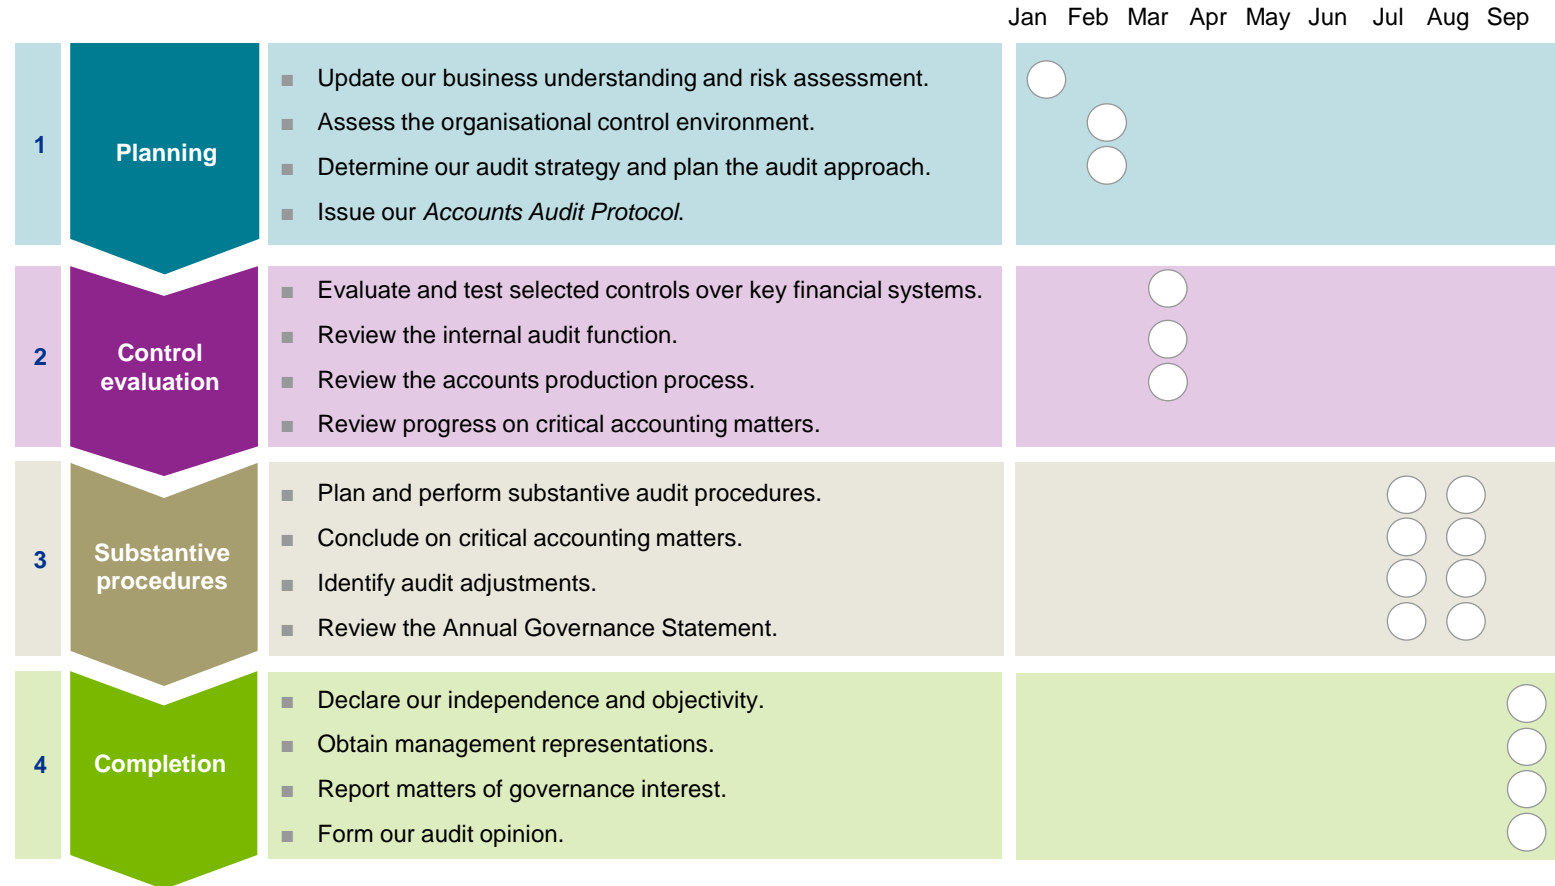 Jan Feb Mar Apr May Jun Jul Aug Sep
1
Planning
■ Update our business understanding and risk assessment.
■ Assess the organisational control environment.
■ Determine our audit strategy and plan the audit approach.
■ Issue our Accounts Audit Protocol.
2
Control
evaluation
■ Evaluate and test selected controls over key financial systems.
■ Review the internal audit function.
■ Review the accounts production process.
■ Review progress on critical accounting matters.
3
Substantive
procedures
■ Plan and perform substantive audit procedures.
■ Conclude on critical accounting matters.
■ Identify audit adjustments.
■ Review the Annual Governance Statement.
4
Completion
■ Declare our independence and objectivity.
■ Obtain management representations.
■ Report matters of governance interest.
■ Form our audit opinion.